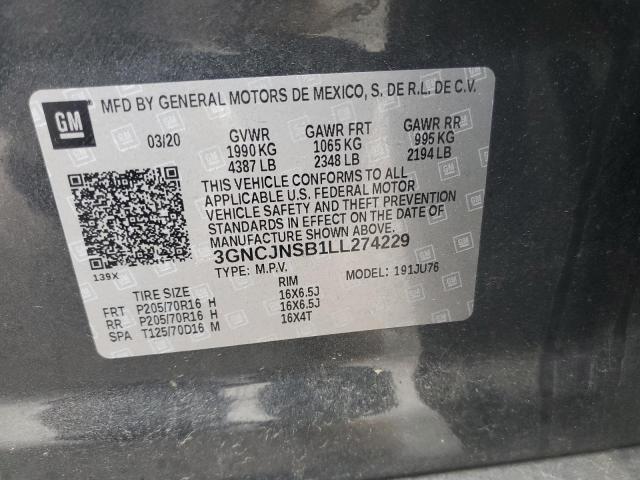 GM
MFD BY GENERAL MOTORS DE MEXICO, S. DE R.L. DE C.V.
03/20 GVWR GAWR FRT GAWR RR
1990 KG 1065 KG 995 KG
4387 LB 2348 LB 2194 LB
THIS VEHICLE CONFORMS TO ALL
APPLICABLE U.S. FEDERAL MOTOR
VEHICLE SAFETY AND THEFT PREVENTION
STANDARDS IN EFFECT ON THE DATE OF
MANUFACTURE SHOWN ABOVE.
3GNCJNSB1LL274229
139X
TYPE: M.P.V. MODEL: 191JU76
TIRE SIZE RIM
FRT P205/70R16 H 16X6.5J
RR P205/70R16 H 16X6.5J
SPA T125/70D16 M 16X4T